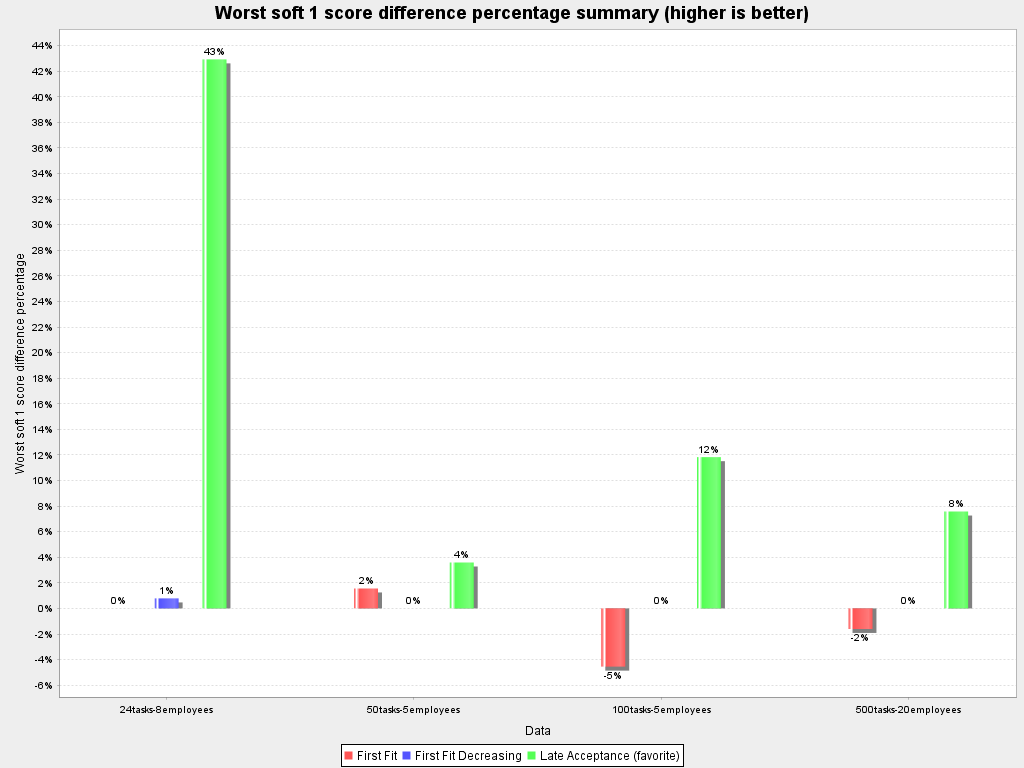 Worst soft 1 score difference percentage summary (higher is better)
Worst soft 1 score difference percentage
44%
42%
40%
38%
36%
34%
32%
30%
28%
26%
24%
22%
20%
18%
16%
14%
12%
10%
8%
6%
4%
2%
0%
-2%
-4%
-6%
0% 1% 43%
2% 0% 4%
-5% 0% 12%
-2% 0% 8%
24tasks-8employees 50tasks-5employees 100tasks-5employees 500tasks-20employees
Data
First Fit First Fit Decreasing Late Acceptance (favorite)